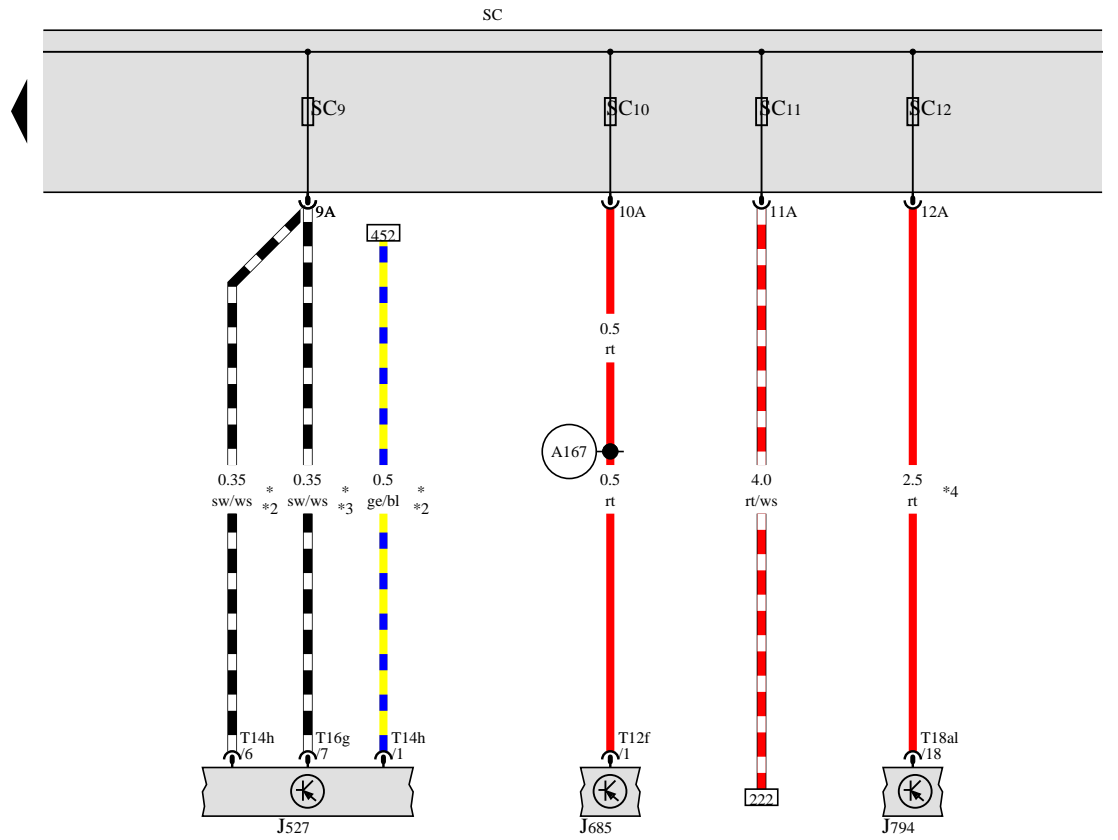 SC
SC9
SC10
SC11
SC12
9A
10A
11A
12A
452
0.5
rt
A167
0.35
sw/ws
*
*2
0.35
sw/ws
*
*3
0.5
ge/bl
*
*2
0.5
rt
4.0
rt/ws
2.5
rt
*4
T14h
/6
T16g
/7
T14h
/1
T12f
/1
T18al
/18
222
J527
J685
J794